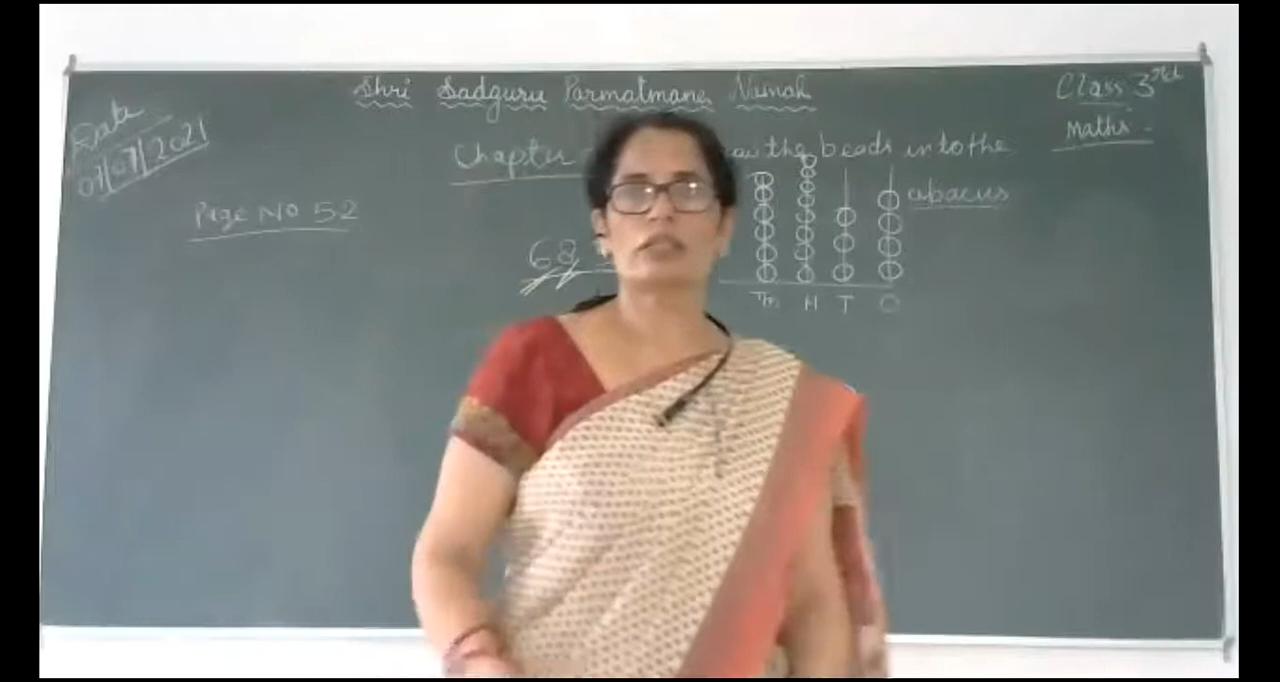 Shri Sadguru Parmatmane Namah
Class 3rd
Maths
Date
07/07/2021
Chapter the beads into the
abacus
Page No 52
68
Th H T O